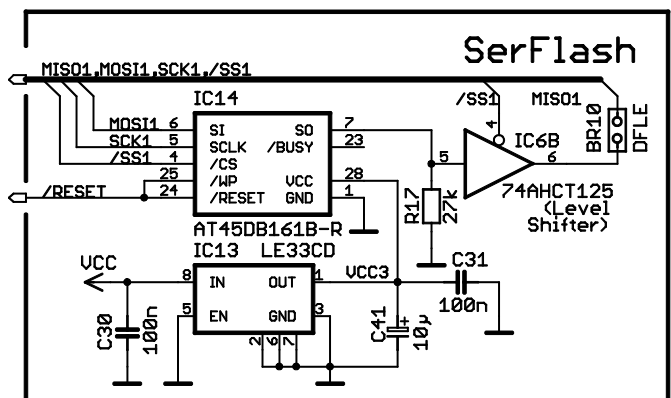 SerFlash
MISO1,MOSI1,SCK1,/SS1
IC14
/SS1
MISO1
MOSI1 6 SI SO 7
SCK1 5 SCLK /BUSY 23
/SS1 4 /CS
25 /WP VCC 28
/RESET 24 /RESET GND 1
4
IC6B
5
6
BR10
DFLE
R17
27k
74AHCT125
(Level
Shifter)
AT45DB161B-R
IC13 LE33CD
VCC
8 IN OUT 1
VCC3
5 EN GND 3
2 6 7
C31
100n
C30
100n
C41
+
10µ